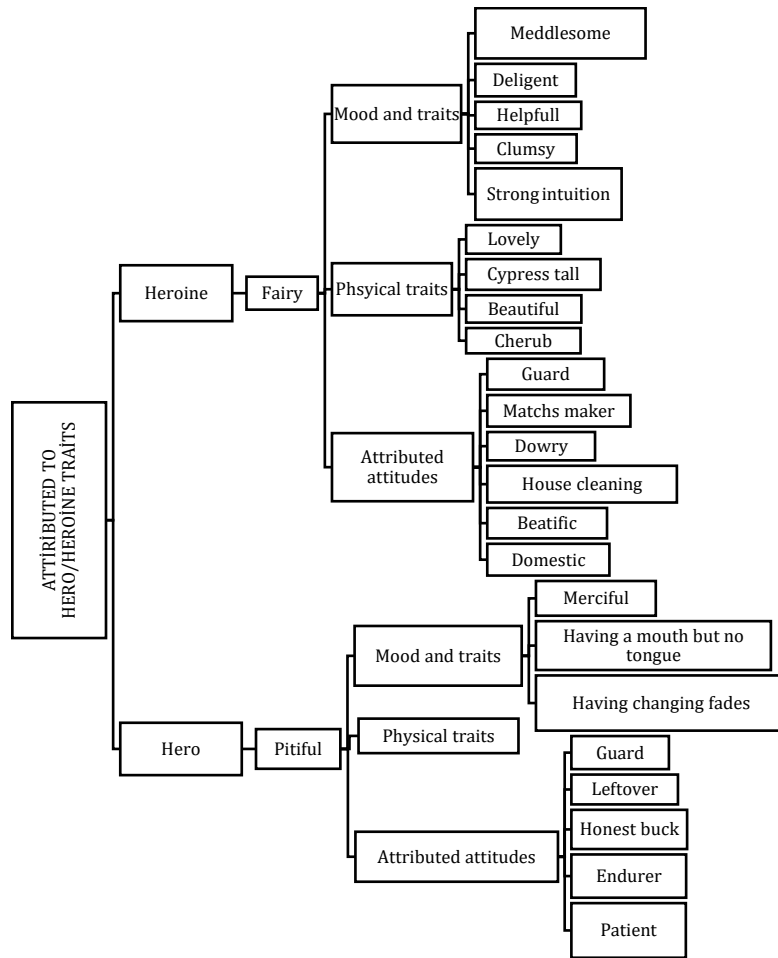 ATTİRİBUTED TO
HERO/HEROİNE TRAİTS
Heroine
Fairy
Mood and traits
Meddlesome
Deligent
Helpfull
Clumsy
Strong intuition
Phsyical traits
Lovely
Cypress tall
Beautiful
Cherub
Attributed
attitudes
Guard
Matchs maker
Dowry
House cleaning
Beatific
Domestic
Hero
Pitiful
Mood and traits
Merciful
Having a mouth but no
tongue
Having changing fades
Physical traits
Attributed attitudes
Guard
Leftover
Honest buck
Endurer
Patient